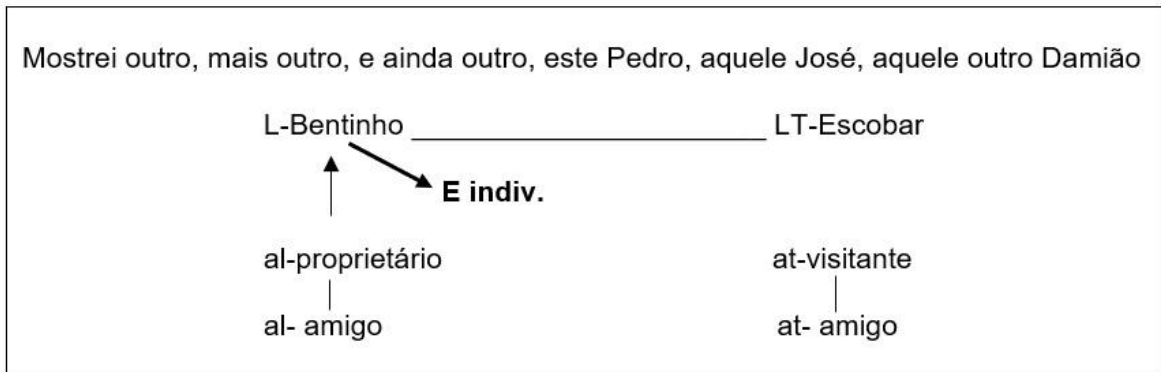 Mostrei outro, mais outro, e ainda outro, este Pedro, aquele José, aquele outro Damião
L-Bentinho ______________________ LT-Escobar
E indiv.
al-proprietário at-visitante
al- amigo at- amigo